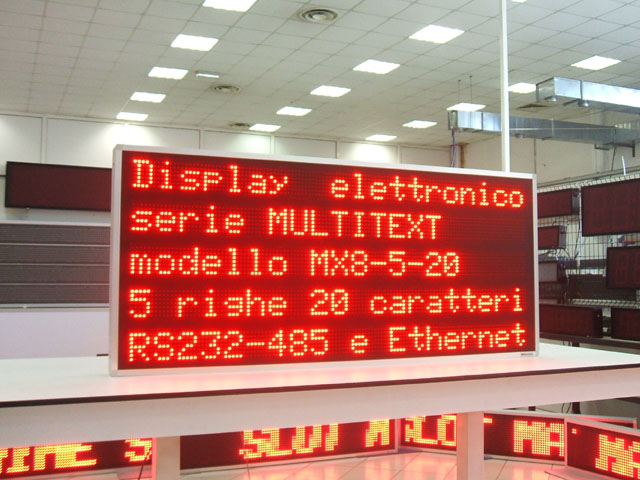 Display elettronico
serie MULTITEXT
modello MX8-5-20
5 righe 20 caratteri
RS232-485 e Ethernet